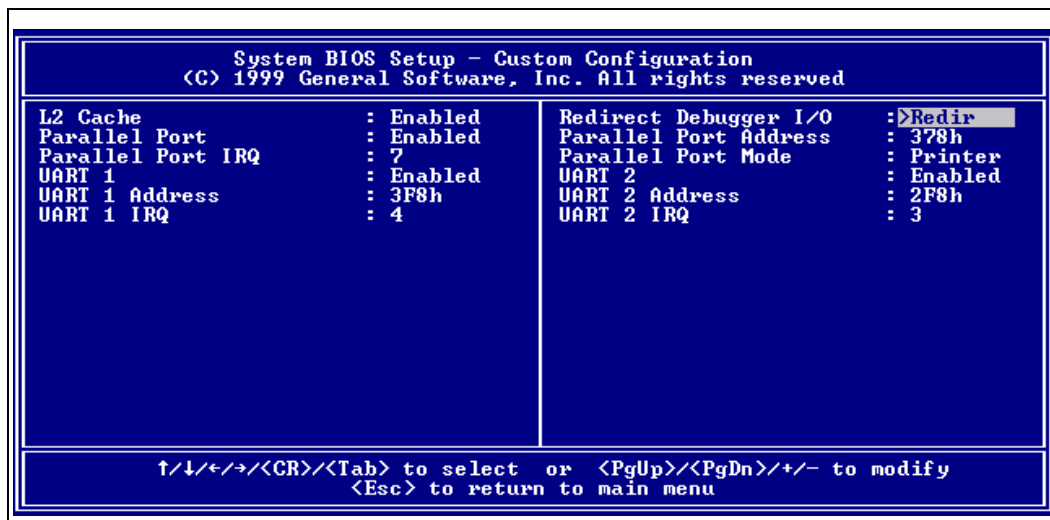 System BIOS Setup - Custom Configuration
(C) 1999 General Software, Inc. All rights reserved
L2 Cache : Enabled
Parallel Port : Enabled
Parallel Port IRQ : 7
UART 1 : Enabled
UART 1 Address : 3F8h
UART 1 IRQ : 4
Redirect Debugger I/O :>Redir
Parallel Port Address : 378h
Parallel Port Mode : Printer
UART 2 : Enabled
UART 2 Address : 2F8h
UART 2 IRQ : 3
↑/↓/←/→/<CR>/<Tab> to select or <PgUp>/<PgDn>/+/- to modify
<Esc> to return to main menu